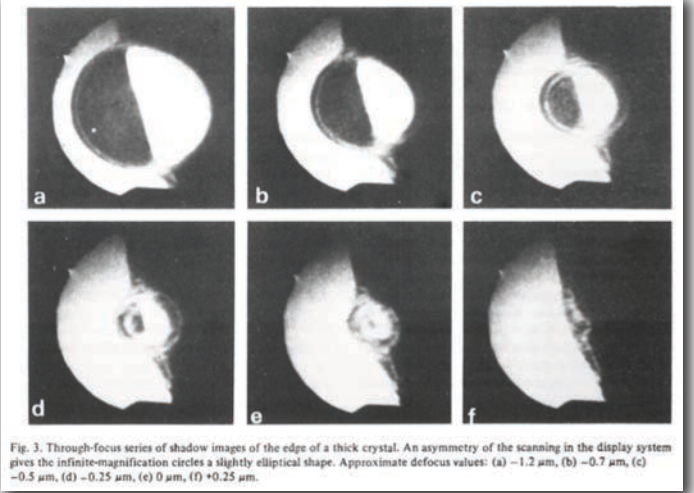 a
b
c
d
e
f
Fig. 3. Through-focus series of shadow images of the edge of a thick crystal. An asymmetry of the scanning in the display system
gives the infinite-magnification circles a slightly elliptical shape. Approximate defocus values: (a) −1.2 μm, (b) −0.7 μm, (c)
−0.5 μm, (d) −0.25 μm, (e) 0 μm, (f) +0.25 μm.